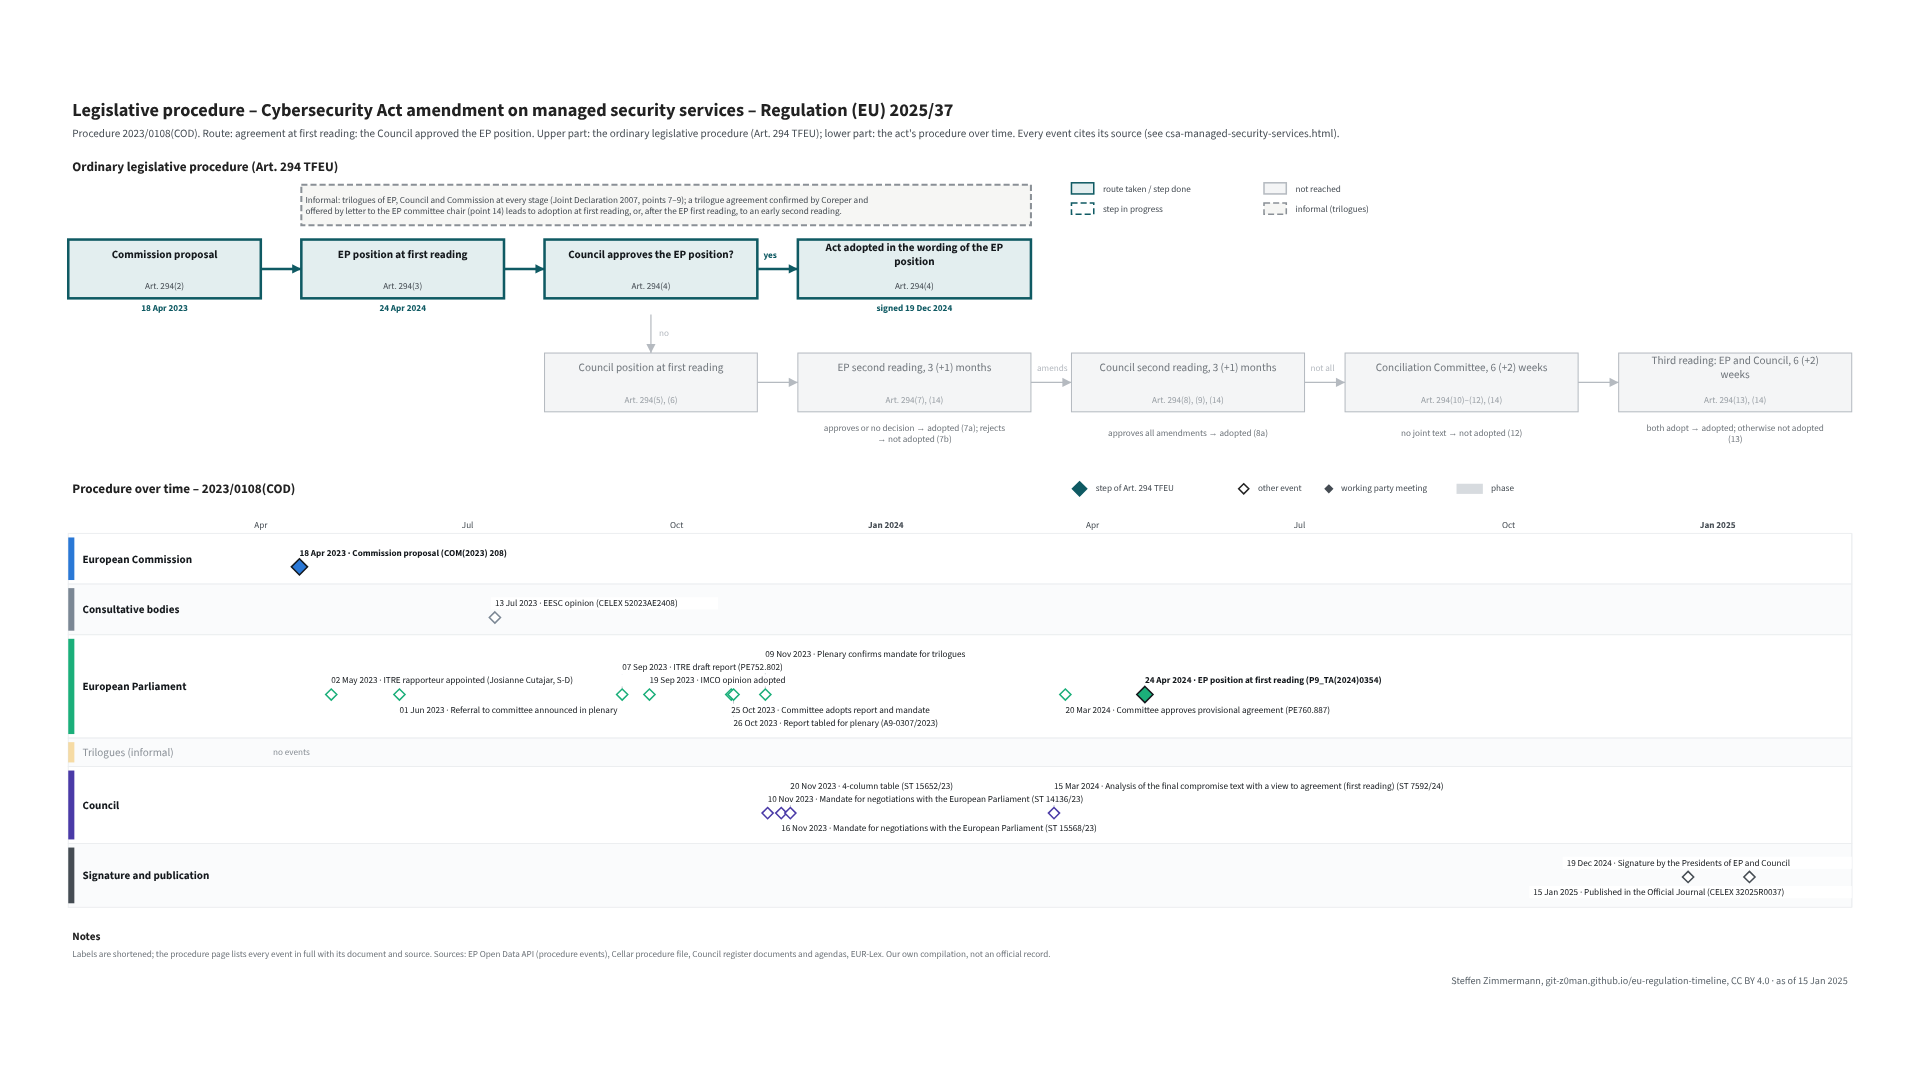 Legislative procedure – Cybersecurity Act amendment on managed security services – Regulation (EU) 2025/37
Procedure 2023/0108(COD). Route: agreement at first reading: the Council approved the EP position. Upper part: the ordinary legislative procedure (Art. 294 TFEU); lower part: the act's procedure over time. Every event cites its source (see csa-managed-security-services.html).
Ordinary legislative procedure (Art. 294 TFEU)
Informal: trilogues of EP, Council and Commission at every stage (Joint Declaration 2007, points 7–9); a trilogue agreement confirmed by Coreper and
offered by letter to the EP committee chair (point 14) leads to adoption at first reading, or, after the EP first reading, to an early second reading.
route taken / step done
not reached
step in progress
informal (trilogues)
Commission proposal
Art. 294(2)
18 Apr 2023
EP position at first reading
Art. 294(3)
24 Apr 2024
Council approves the EP position?
Art. 294(4)
yes
Act adopted in the wording of the EP
position
Art. 294(4)
signed 19 Dec 2024
no
Council position at first reading
Art. 294(5), (6)
EP second reading, 3 (+1) months
Art. 294(7), (14)
approves or no decision → adopted (7a); rejects
→ not adopted (7b)
amends
Council second reading, 3 (+1) months
Art. 294(8), (9), (14)
approves all amendments → adopted (8a)
not all
Conciliation Committee, 6 (+2) weeks
Art. 294(10)–(12), (14)
no joint text → not adopted (12)
Third reading: EP and Council, 6 (+2)
weeks
Art. 294(13), (14)
both adopt → adopted; otherwise not adopted
(13)
Procedure over time – 2023/0108(COD)
step of Art. 294 TFEU
other event
working party meeting
phase
Apr
Jul
Oct
Jan 2024
Apr
Jul
Oct
Jan 2025
European Commission
18 Apr 2023 · Commission proposal (COM(2023) 208)
Consultative bodies
13 Jul 2023 · EESC opinion (CELEX 52023AE2408)
European Parliament
09 Nov 2023 · Plenary confirms mandate for trilogues
07 Sep 2023 · ITRE draft report (PE752.802)
02 May 2023 · ITRE rapporteur appointed (Josianne Cutajar, S-D)
19 Sep 2023 · IMCO opinion adopted
24 Apr 2024 · EP position at first reading (P9_TA(2024)0354)
01 Jun 2023 · Referral to committee announced in plenary
25 Oct 2023 · Committee adopts report and mandate
20 Mar 2024 · Committee approves provisional agreement (PE760.887)
26 Oct 2023 · Report tabled for plenary (A9-0307/2023)
Trilogues (informal)
no events
Council
20 Nov 2023 · 4-column table (ST 15652/23)
15 Mar 2024 · Analysis of the final compromise text with a view to agreement (first reading) (ST 7592/24)
10 Nov 2023 · Mandate for negotiations with the European Parliament (ST 14136/23)
16 Nov 2023 · Mandate for negotiations with the European Parliament (ST 15568/23)
Signature and publication
19 Dec 2024 · Signature by the Presidents of EP and Council
15 Jan 2025 · Published in the Official Journal (CELEX 32025R0037)
Notes
Labels are shortened; the procedure page lists every event in full with its document and source. Sources: EP Open Data API (procedure events), Cellar procedure file, Council register documents and agendas, EUR-Lex. Our own compilation, not an official record.
Steffen Zimmermann, git-z0man.github.io/eu-regulation-timeline, CC BY 4.0 · as of 15 Jan 2025